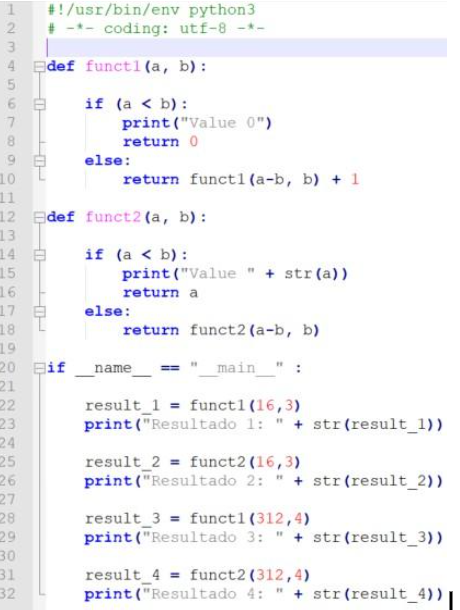 1 #!/usr/bin/env python3
2 # -*- coding: utf-8 -*-
3
4 def funct1(a, b):
5
6     if (a < b):
7         print("Value 0")
8         return 0
9     else:
10         return funct1(a-b, b) + 1
11
12 def funct2(a, b):
13
14     if (a < b):
15         print("Value " + str(a))
16         return a
17     else:
18         return funct2(a-b, b)
19
20 if __name__ == "__main__" :
21
22     result_1 = funct1(16,3)
23     print("Resultado 1: " + str(result_1))
24
25     result_2 = funct2(16,3)
26     print("Resultado 2: " + str(result_2))
27
28     result_3 = funct1(312,4)
29     print("Resultado 3: " + str(result_3))
30
31     result_4 = funct2(312,4)
32     print("Resultado 4: " + str(result_4))